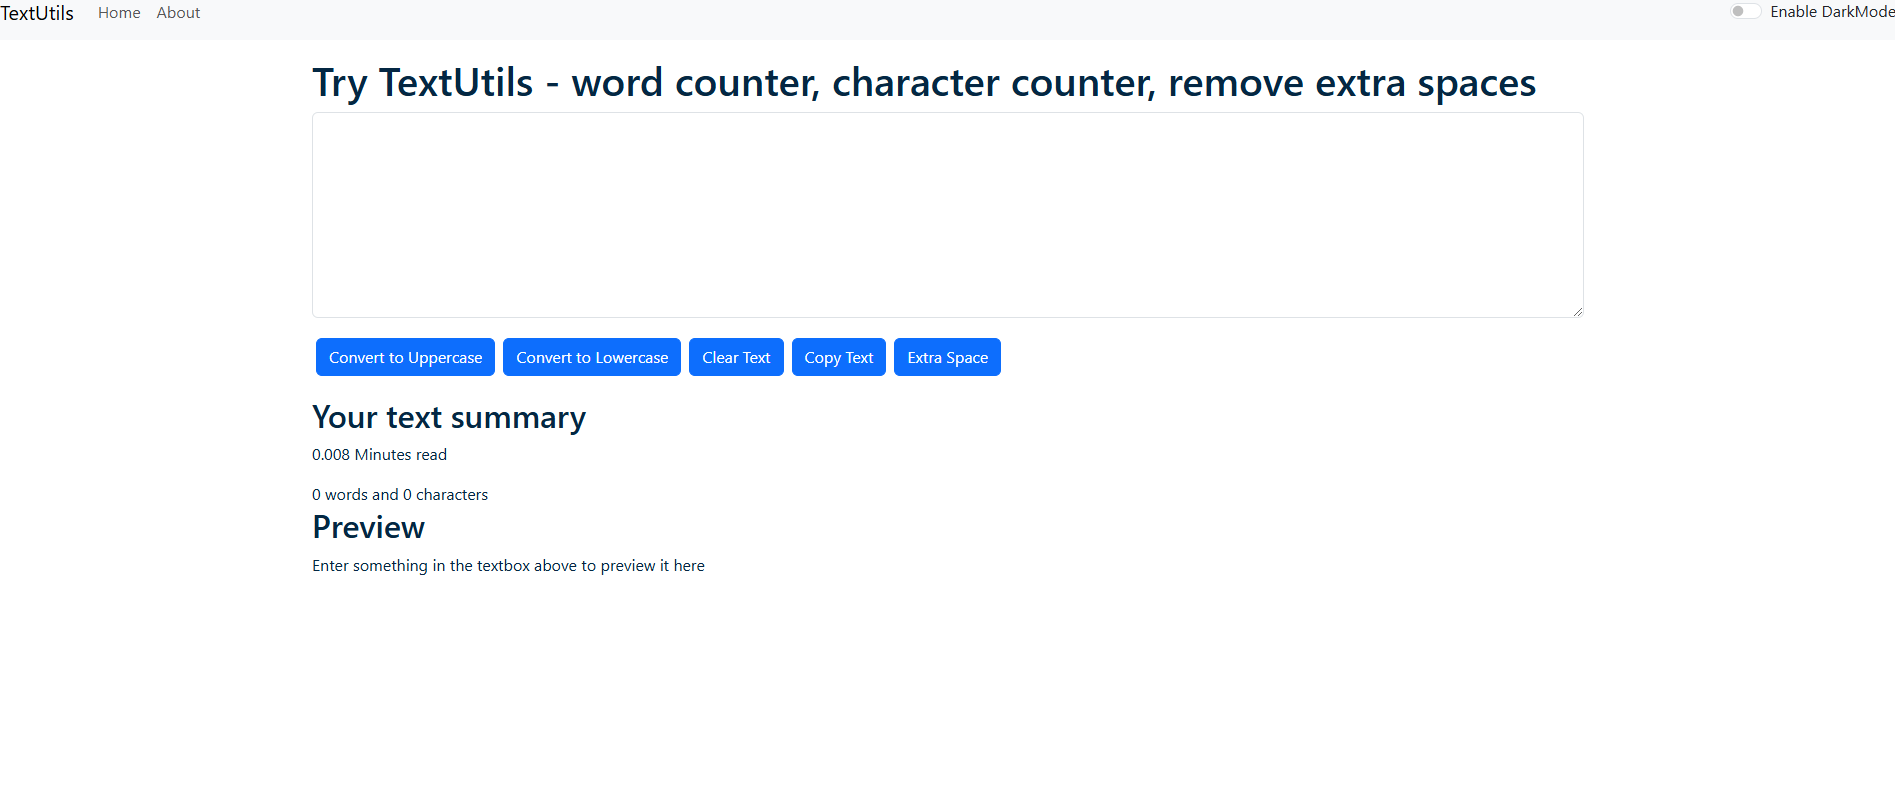 TextUtils Home About Enable DarkMode
Try TextUtils - word counter, character counter, remove extra spaces
Convert to Uppercase Convert to Lowercase Clear Text Copy Text Extra Space
Your text summary
0.008 Minutes read
0 words and 0 characters
Preview
Enter something in the textbox above to preview it here